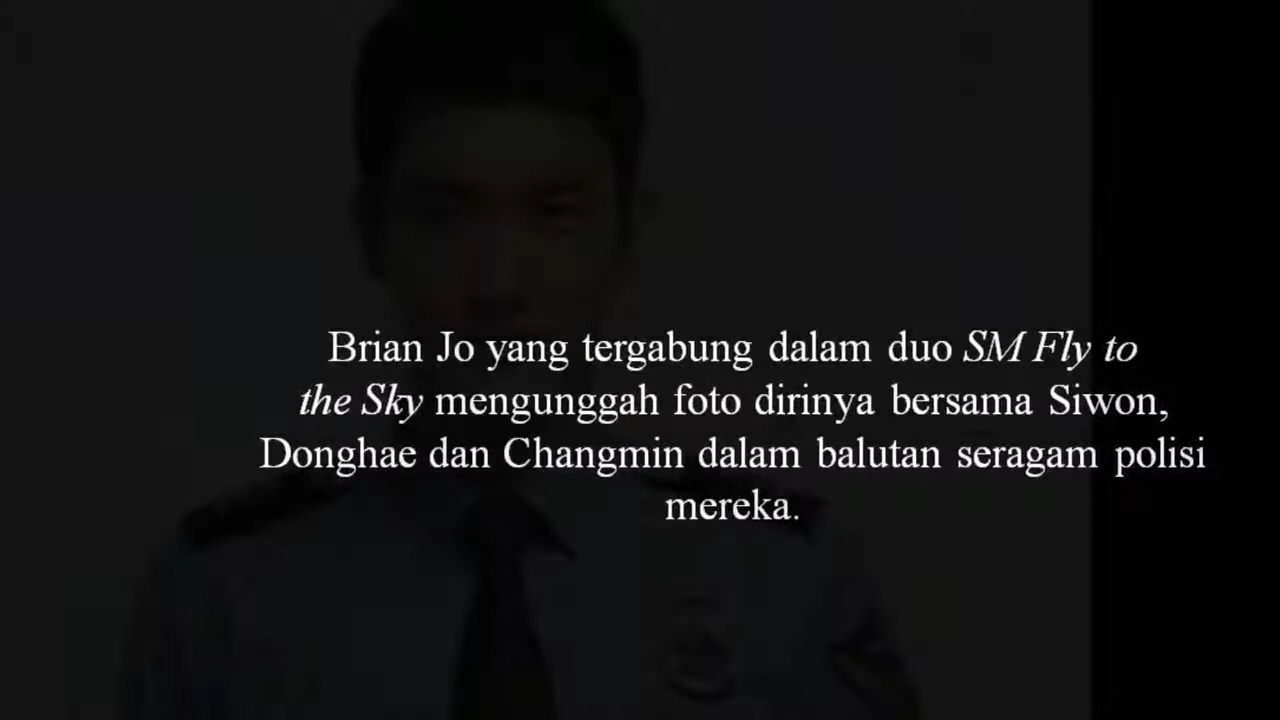 Brian Jo yang tergabung dalam duo SM Fly to
the Sky mengunggah foto dirinya bersama Siwon,
Donghae dan Changmin dalam balutan seragam polisi
mereka.